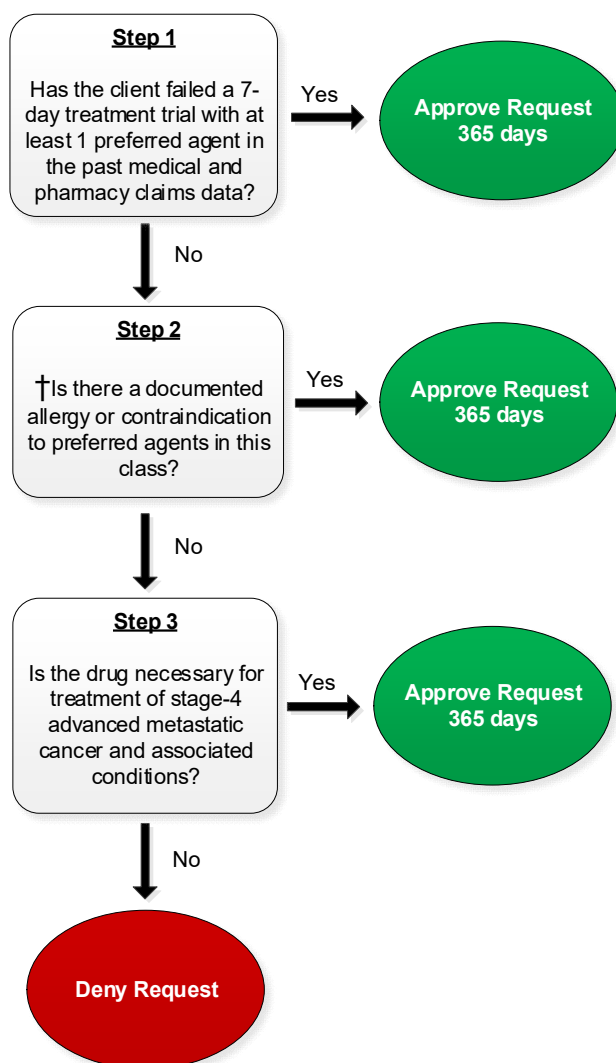 Step 1
Has the client failed a 7-
day treatment trial with at
least 1 preferred agent in
the past medical and
pharmacy claims data?
Yes
Approve Request
365 days
No
Step 2
†Is there a documented
allergy or contraindication
to preferred agents in this
class?
Yes
Approve Request
365 days
No
Step 3
Is the drug necessary for
treatment of stage-4
advanced metastatic
cancer and associated
conditions?
Yes
Approve Request
365 days
No
Deny Request